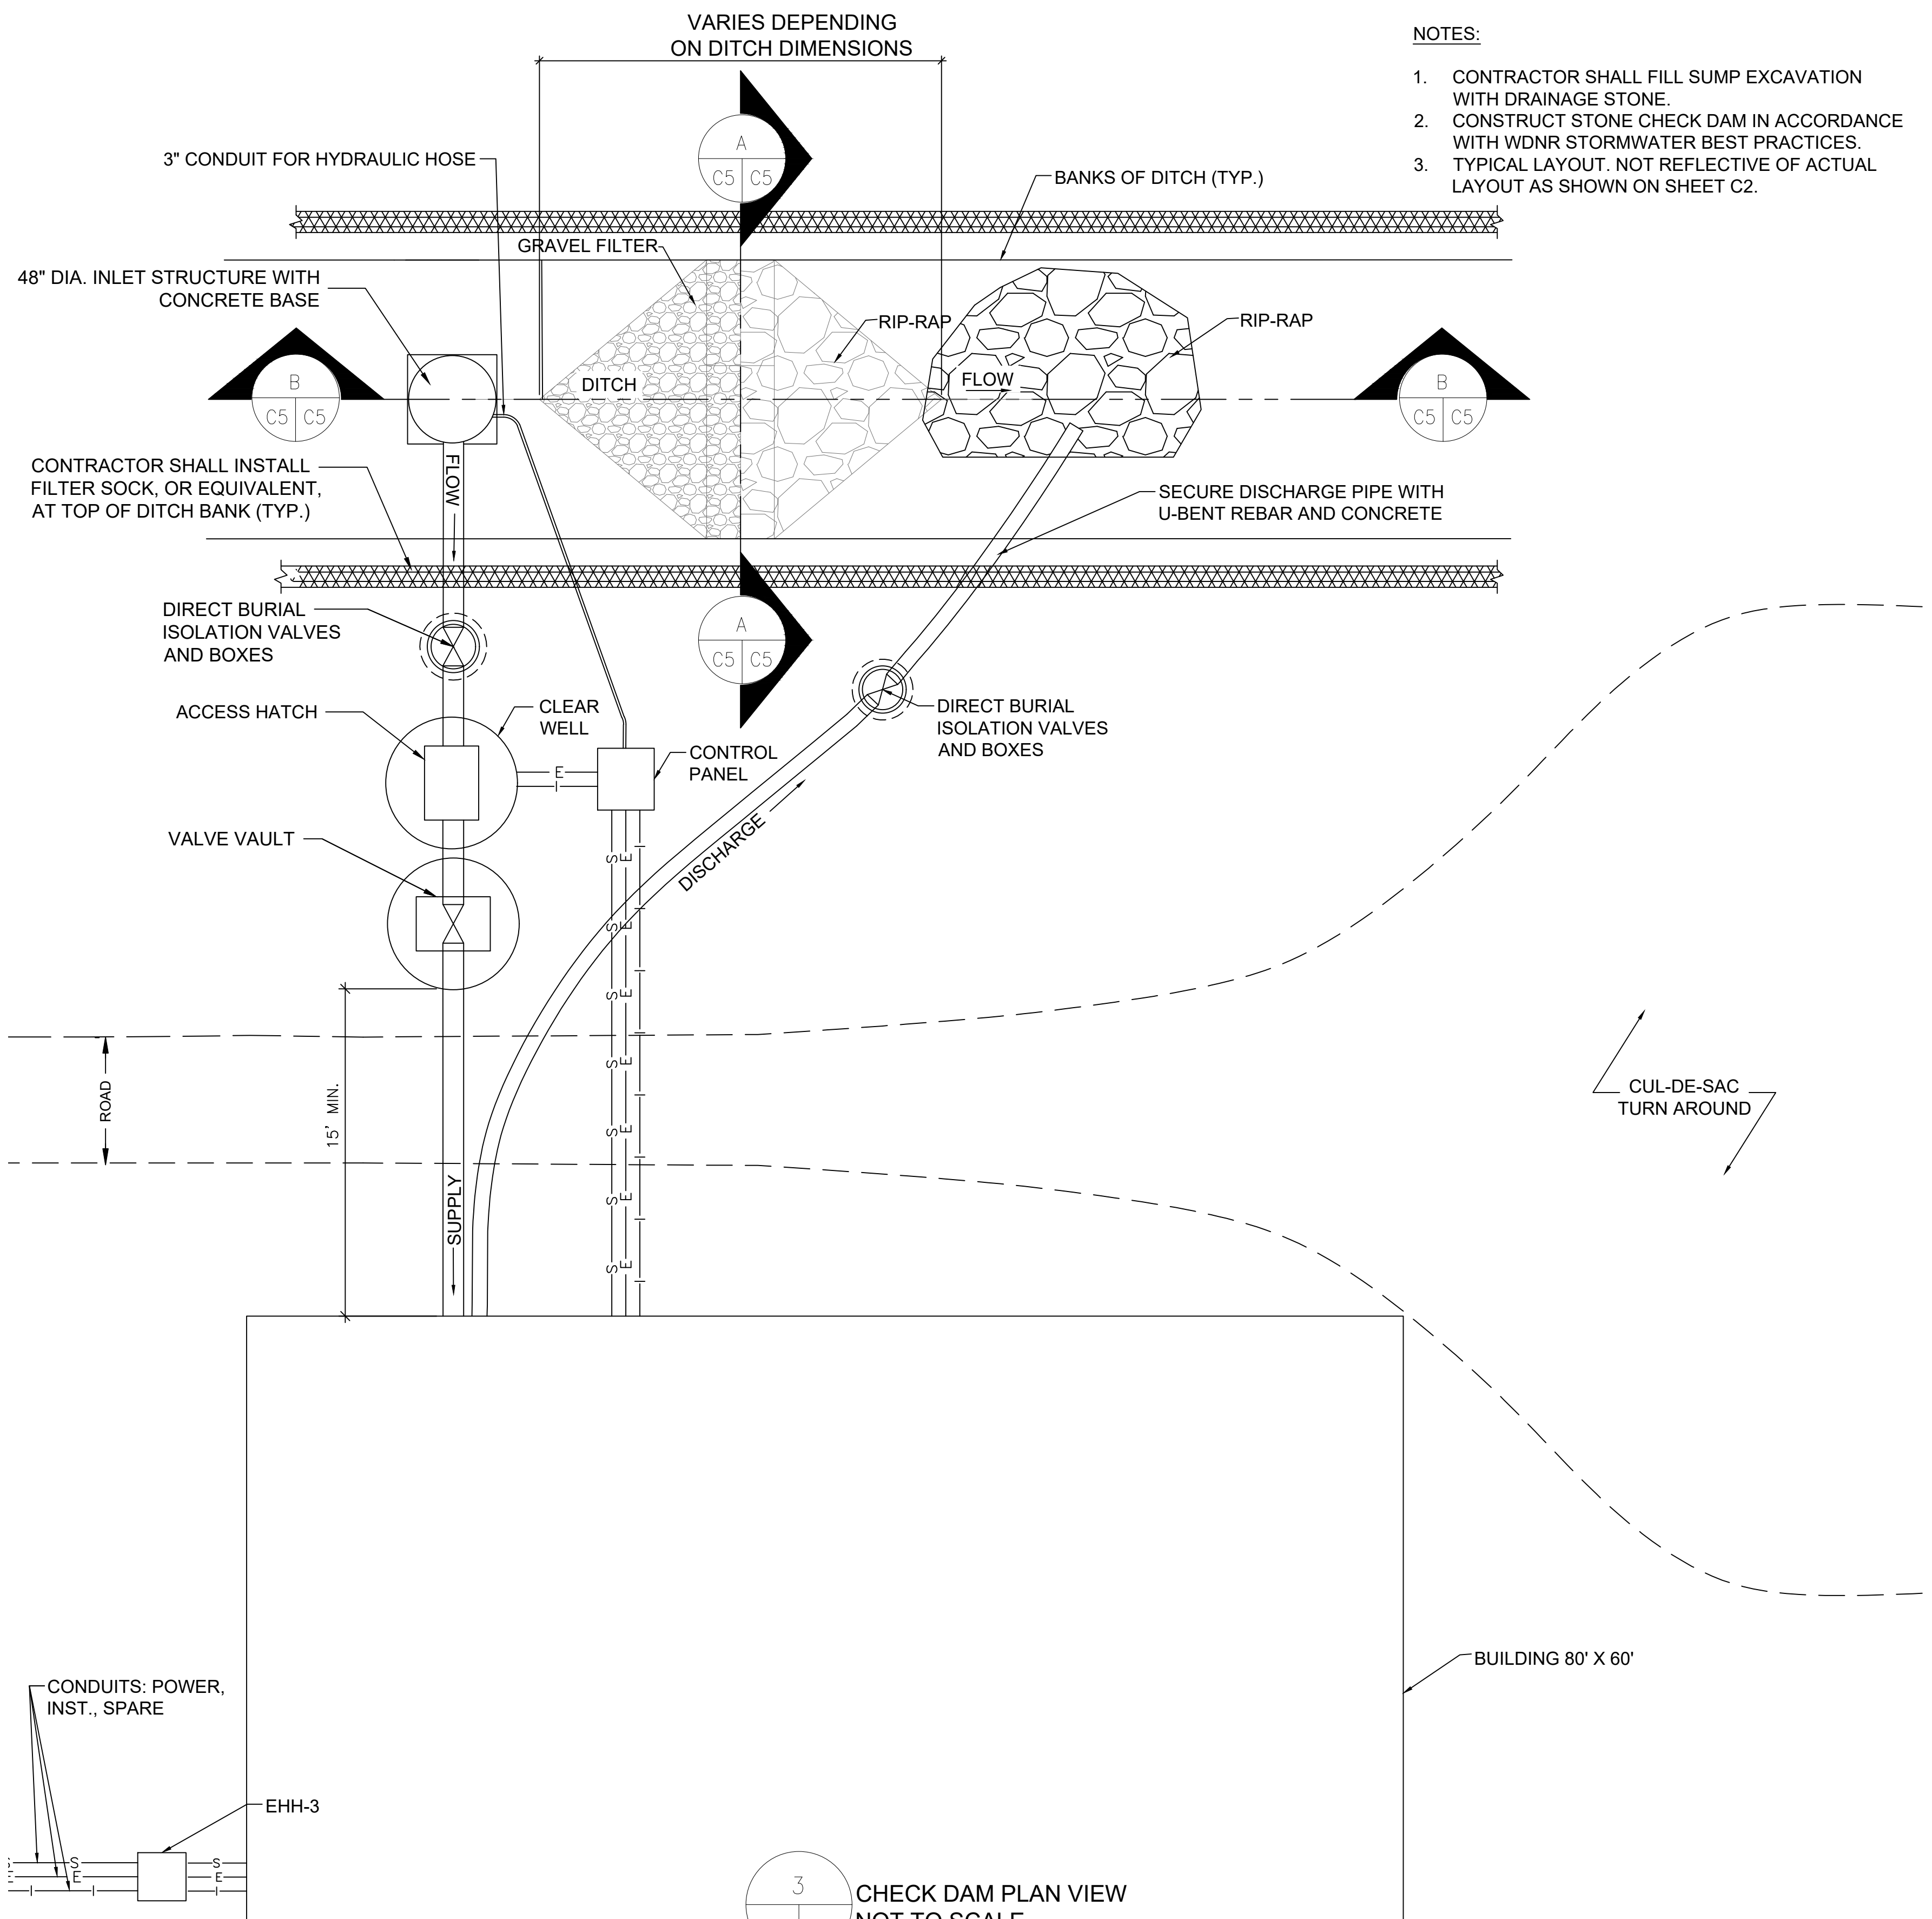 VARIES DEPENDING
ON DITCH DIMENSIONS
NOTES:
1. CONTRACTOR SHALL FILL SUMP EXCAVATION
WITH DRAINAGE STONE.
2. CONSTRUCT STONE CHECK DAM IN ACCORDANCE
WITH WDNR STORMWATER BEST PRACTICES.
3. TYPICAL LAYOUT. NOT REFLECTIVE OF ACTUAL
LAYOUT AS SHOWN ON SHEET C2.
3" CONDUIT FOR HYDRAULIC HOSE
A
C5 C5
BANKS OF DITCH (TYP.)
GRAVEL FILTER
48" DIA. INLET STRUCTURE WITH
CONCRETE BASE
RIP-RAP
RIP-RAP
B
C5 C5
DITCH
FLOW
B
C5 C5
CONTRACTOR SHALL INSTALL
FILTER SOCK, OR EQUIVALENT,
AT TOP OF DITCH BANK (TYP.)
FLOW
SECURE DISCHARGE PIPE WITH
U-BENT REBAR AND CONCRETE
DIRECT BURIAL
ISOLATION VALVES
AND BOXES
A
C5 C5
ACCESS HATCH
CLEAR
WELL
DIRECT BURIAL
ISOLATION VALVES
AND BOXES
CONTROL
PANEL
E
I
VALVE VAULT
DISCHARGE
S E I
S E I
S E I
S E I
S E I
S E I
S E I
ROAD
15' MIN.
SUPPLY
CUL-DE-SAC
TURN AROUND
BUILDING 80' X 60'
CONDUITS: POWER,
INST., SPARE
EHH-3
S S S
E E E
I I I
3
CHECK DAM PLAN VIEW
NOT TO SCALE